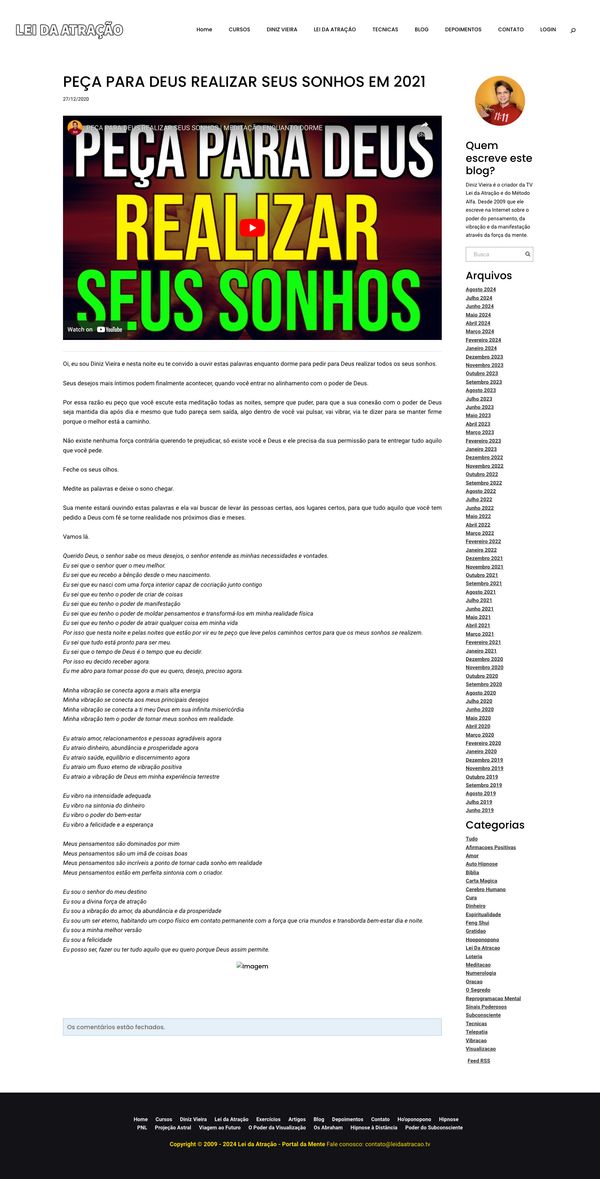 LEI DA ATRAÇÃO
Home CURSOS DINIZ VIEIRA LEI DA ATRAÇÃO TECNICAS BLOG DEPOIMENTOS CONTATO LOGIN
PEÇA PARA DEUS REALIZAR SEUS SONHOS EM 2021
27/12/2020
PEÇA PARA DEUS REALIZAR SEUS SONHOS | MEDITAÇÃO ENQUANTO DORME
PEÇA PARA DEUS
REALIZAR
SEUS SONHOS
Watch on YouTube
Oi, eu sou Diniz Vieira e nesta noite eu te convido a ouvir estas palavras enquanto dorme para pedir para Deus realizar todos os seus sonhos.
Seus desejos mais íntimos podem finalmente acontecer, quando você entrar no alinhamento com o poder de Deus.
Por essa razão eu peço que você escute esta meditação todas as noites, sempre que puder, para que a sua conexão com o poder de Deus
seja mantida dia após dia e mesmo que tudo pareça sem saída, algo dentro de você vai pulsar, vai vibrar, via te dizer para se manter firme
porque o melhor está a caminho.
Não existe nenhuma força contrária querendo te prejudicar, só existe você e Deus e ele precisa da sua permissão para te entregar tudo aquilo
que você pede.
Feche os seus olhos.
Medite as palavras e deixe o sono chegar.
Sua mente estará ouvindo estas palavras e ela vai buscar de levar às pessoas certas, aos lugares certos, para que tudo aquilo que você tem
pedido a Deus com fé se torne realidade nos próximos dias e meses.
Vamos lá.
Querido Deus, o senhor sabe os meus desejos, o senhor entende as minhas necessidades e vontades.
Eu sei que o senhor quer o meu melhor.
Eu sei que eu recebo a bênção desde o meu nascimento.
Eu sei que eu nasci com uma força interior capaz de cocriação junto contigo
Eu sei que eu tenho o poder de criar de coisas
Eu sei que eu tenho o poder de manifestação
Eu sei que eu tenho o poder de moldar pensamentos e transformá-los em minha realidade física
Eu sei que eu tenho o poder de atrair qualquer coisa em minha vida
Por isso que nesta noite e pelas noites que estão por vir eu te peço que leve pelos caminhos certos para que os meus sonhos se realizem.
Eu sei que tudo está pronto para ser meu.
Eu sei que o tempo de Deus é o tempo que eu decidir.
Por isso eu decido receber agora.
Eu me abro para tomar posse do que eu quero, desejo, preciso agora.
Minha vibração se conecta agora a mais alta energia
Minha vibração se conecta aos meus principais desejos
Minha vibração se conecta a ti meu Deus em sua infinita misericórdia
Minha vibração tem o poder de tornar meus sonhos em realidade.
Eu atraio amor, relacionamentos e pessoas agradáveis agora
Eu atraio dinheiro, abundância e prosperidade agora
Eu atraio saúde, equilíbrio e discernimento agora
Eu atraio um fluxo eterno de vibração positiva
Eu atraio a vibração de Deus em minha experiência terrestre
Eu vibro na intensidade adequada
Eu vibro na sintonia do dinheiro
Eu vibro o poder do bem-estar
Eu vibro a felicidade e a esperança
Meus pensamentos são dominados por mim
Meus pensamentos são um imã de coisas boas
Meus pensamentos são incríveis a ponto de tornar cada sonho em realidade
Meus pensamentos estão em perfeita sintonia com o criador.
Eu sou o senhor do meu destino
Eu sou a divina força de atração
Eu sou a vibração do amor, da abundância e da prosperidade
Eu sou um ser eterno, habitando um corpo físico em contato permanente com a força que cria mundos e transborda bem-estar dia e noite.
Eu sou a minha melhor versão
Eu sou a felicidade
Eu posso ser, fazer ou ter tudo aquilo que eu quero porque Deus assim permite.
Imagem
Os comentários estão fechados.
11:11
Quem
escreve este
blog?
Diniz Vieira é o criador da TV
Lei da Atração e do Método
Alfa. Desde 2009 que ele
escreve na Internet sobre o
poder do pensamento, da
vibração e da manifestação
através da força da mente.
Busca
Arquivos
Agosto 2024
Julho 2024
Junho 2024
Maio 2024
Abril 2024
Março 2024
Fevereiro 2024
Janeiro 2024
Dezembro 2023
Novembro 2023
Outubro 2023
Setembro 2023
Agosto 2023
Julho 2023
Junho 2023
Maio 2023
Abril 2023
Março 2023
Fevereiro 2023
Janeiro 2023
Dezembro 2022
Novembro 2022
Outubro 2022
Setembro 2022
Agosto 2022
Julho 2022
Junho 2022
Maio 2022
Abril 2022
Março 2022
Fevereiro 2022
Janeiro 2022
Dezembro 2021
Novembro 2021
Outubro 2021
Setembro 2021
Agosto 2021
Julho 2021
Junho 2021
Maio 2021
Abril 2021
Março 2021
Fevereiro 2021
Janeiro 2021
Dezembro 2020
Novembro 2020
Outubro 2020
Setembro 2020
Agosto 2020
Julho 2020
Junho 2020
Maio 2020
Abril 2020
Março 2020
Fevereiro 2020
Janeiro 2020
Dezembro 2019
Novembro 2019
Outubro 2019
Setembro 2019
Agosto 2019
Julho 2019
Junho 2019
Categorias
Tudo
Afirmacoes Positivas
Amor
Auto Hipnose
Biblia
Carta Magica
Cerebro Humano
Cura
Dinheiro
Espiritualidade
Feng Shui
Gratidao
Hooponopono
Lei Da Atracao
Loteria
Meditacao
Numerologia
Oracao
O Segredo
Reprogramacao Mental
Sinais Poderosos
Subconsciente
Tecnicas
Telepatia
Vibracao
Visualizacao
Feed RSS
Home Cursos Diniz Vieira Lei da Atração Exercícios Artigos Blog Depoimentos Contato Ho'oponopono Hipnose
PNL Projeção Astral Viagem ao Futuro O Poder da Visualização Os Abraham Hipnose à Distância Poder do Subconsciente
Copyright © 2009 - 2024 Lei da Atração - Portal da Mente Fale conosco: contato@leidaatracao.tv